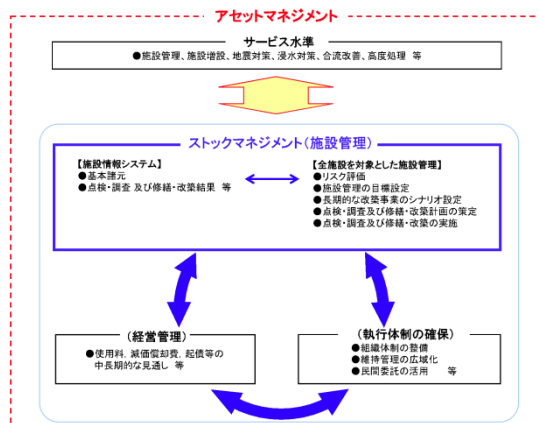 アセットマネジメント
サービス水準
●施設管理、施設増設、地震対策、浸水対策、合流改善、高度処理 等
ストックマネジメント(施設管理)
【施設情報システム】
●基本諸元
●点検・調査 及び修繕・改築結果 等
【全施設を対象とした施設管理】
●リスク評価
●施設管理の目標設定
●長期的な改築事業のシナリオ設定
●点検・調査及び修繕・改築計画の策定
●点検・調査及び修繕・改築の実施
(経営管理)
●使用料, 減価償却費, 起債等の
中長期的な見通し 等
(執行体制の確保)
●組織体制の整備
●維持管理の広域化
●民間委託の活用 等